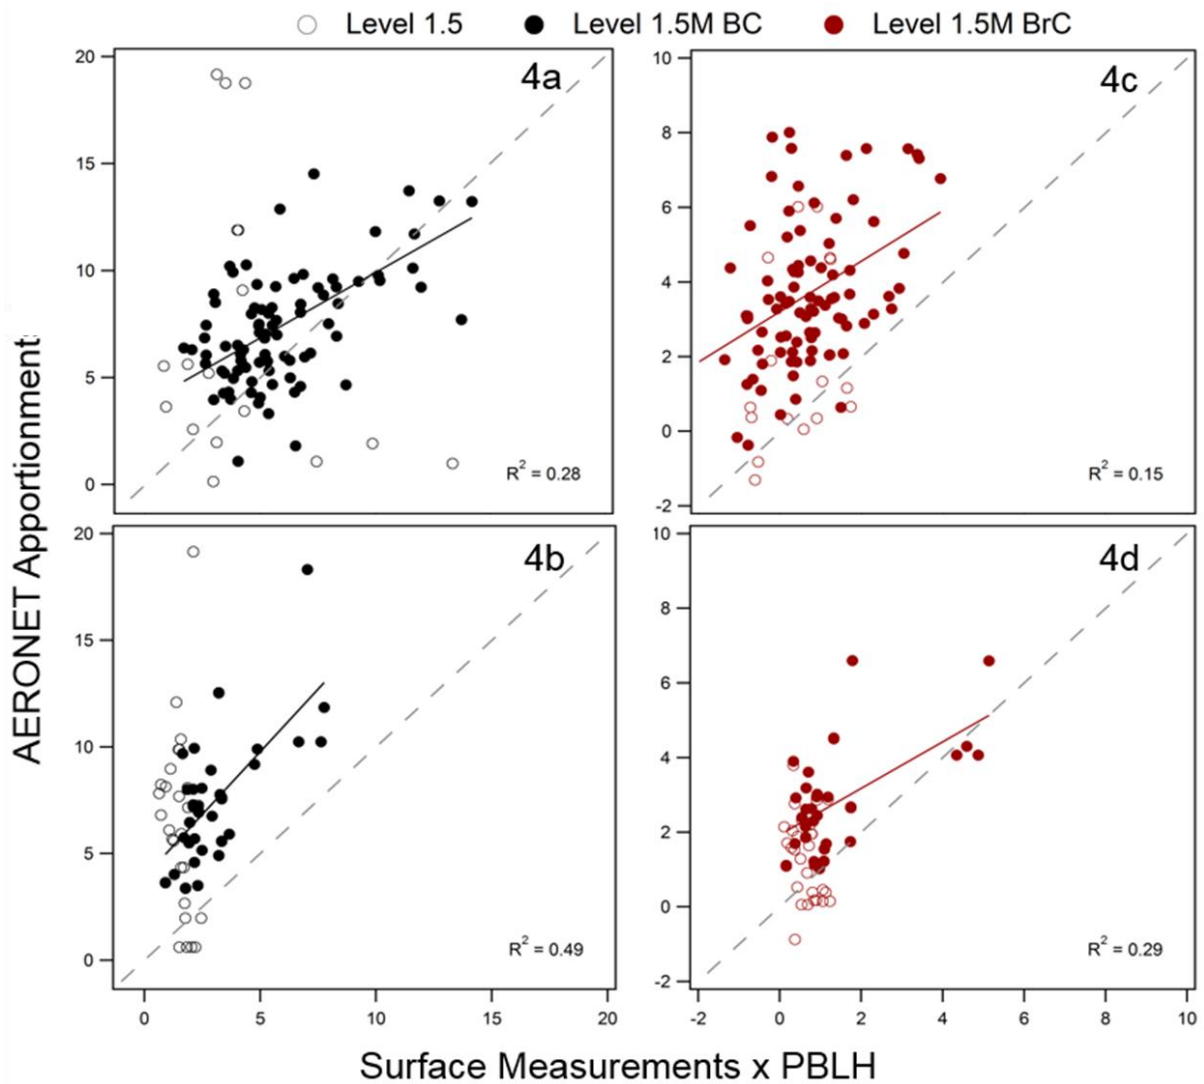 Level 1.5 Level 1.5M BC Level 1.5M BrC
AERONET Apportionment
20
15
10
5
0
4a
R² = 0.28
10
8
6
4
2
0
-2
4c
R² = 0.15
20
15
10
5
0
4b
R² = 0.49
0 5 10 15 20
10
8
6
4
2
0
-2
4d
R² = 0.29
-2 0 2 4 6 8 10
Surface Measurements x PBLH